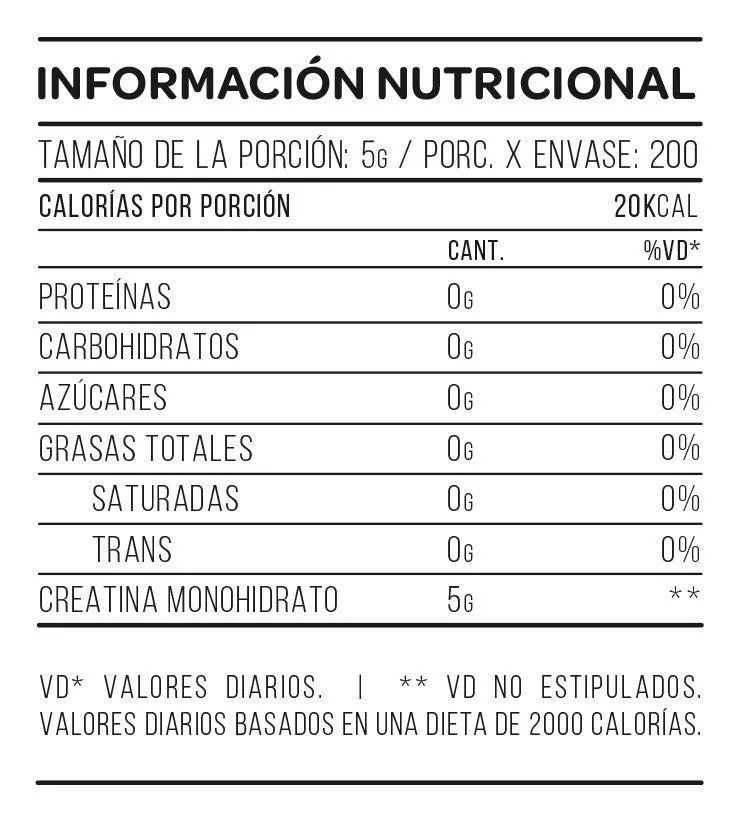 INFORMACIÓN NUTRICIONAL
TAMAÑO DE LA PORCIÓN: 5G / PORC. X ENVASE: 200
CALORÍAS POR PORCIÓN 20KCAL
CANT. %VD*
PROTEÍNAS 0G 0%
CARBOHIDRATOS 0G 0%
AZÚCARES 0G 0%
GRASAS TOTALES 0G 0%
SATURADAS 0G 0%
TRANS 0G 0%
CREATINA MONOHIDRATO 5G **
VD* VALORES DIARIOS. | ** VD NO ESTIPULADOS.
VALORES DIARIOS BASADOS EN UNA DIETA DE 2000 CALORÍAS.